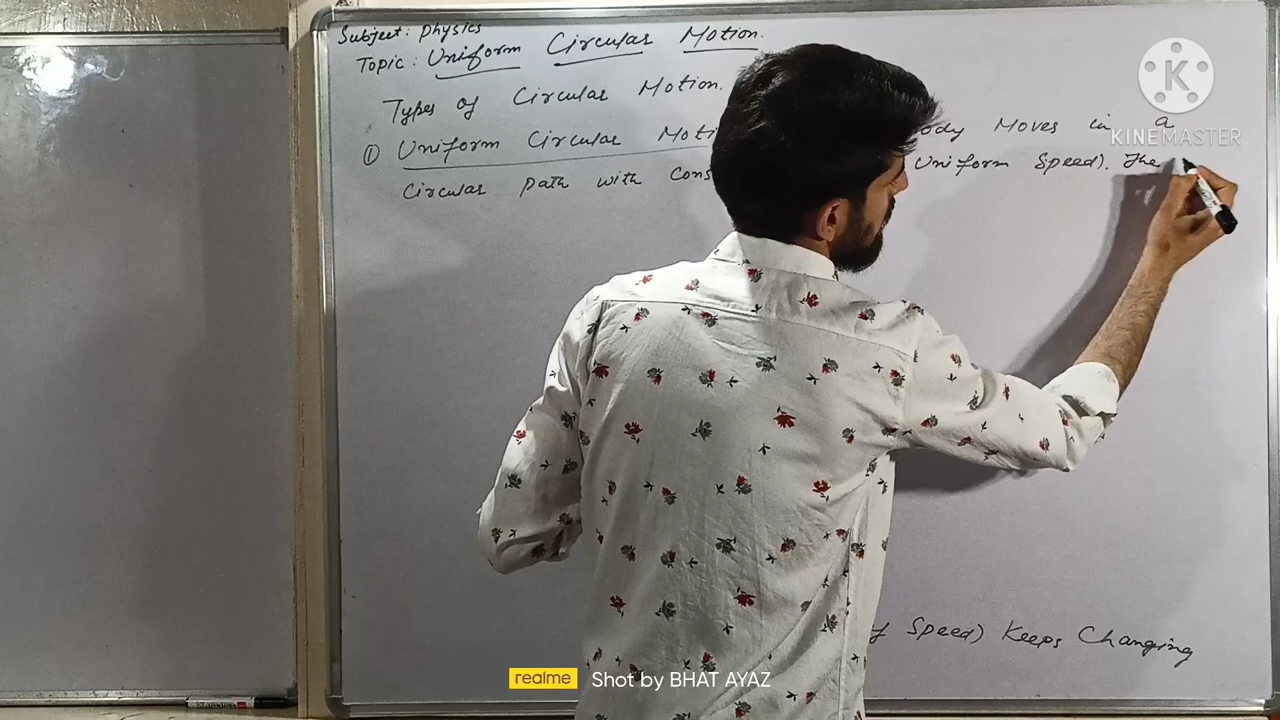 Subject: Physics
Topic: Uniform Circular Motion.
Types of Circular Motion.
① Uniform Circular Moti ody Moves in a
Circular Path with Cons Uniform Speed). The
of Speed) Keeps Changing
KINEMASTER
realme Shot by BHAT AYAZ